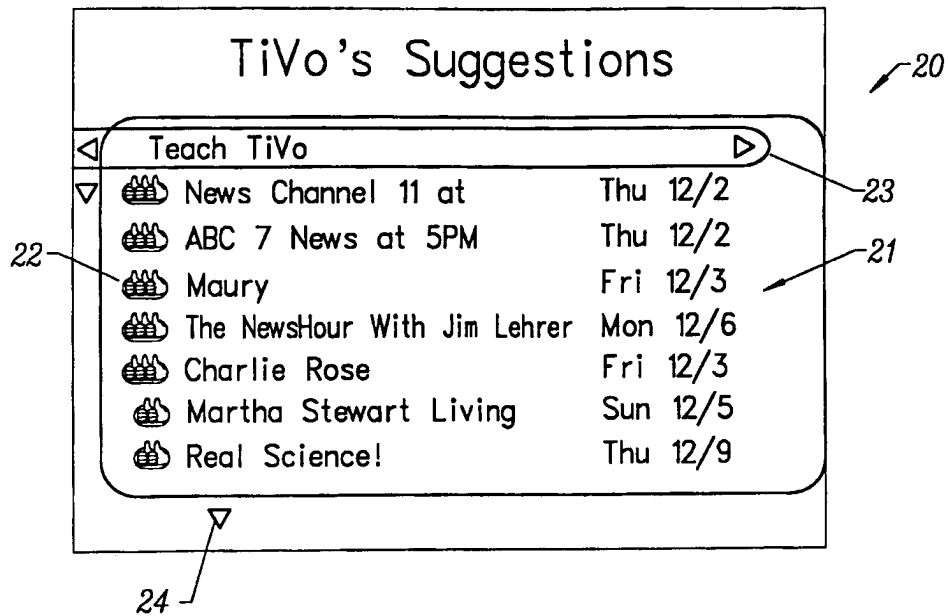 TiVo's Suggestions
20
Teach TiVo
23
News Channel 11 at Thu 12/2
ABC 7 News at 5PM Thu 12/2
22
21
Maury Fri 12/3
The NewsHour With Jim Lehrer Mon 12/6
Charlie Rose Fri 12/3
Martha Stewart Living Sun 12/5
Real Science! Thu 12/9
24